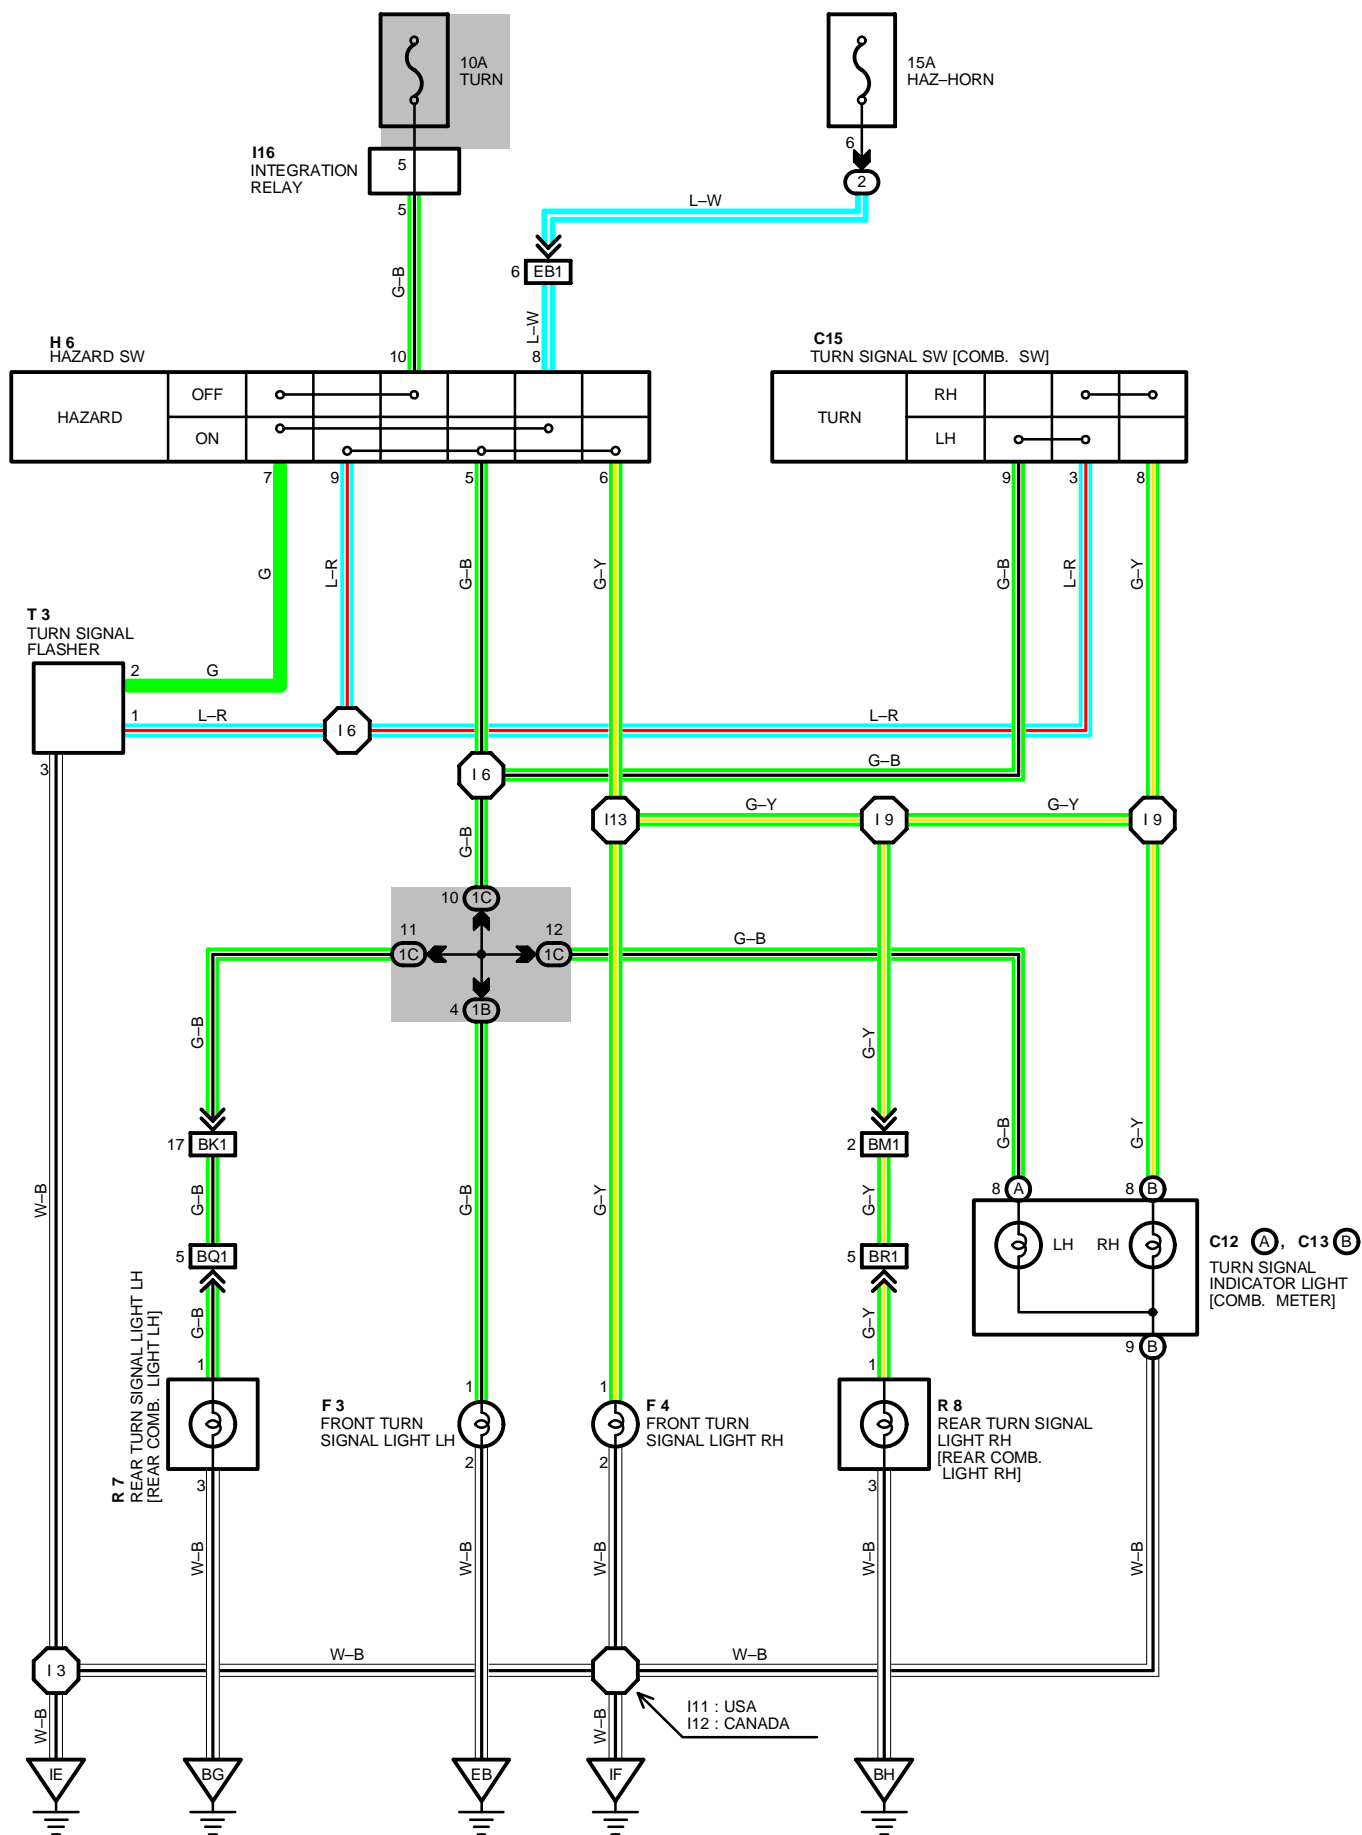 10A
TURN
15A
HAZ–HORN
I16
INTEGRATION
RELAY
5
5
6
2
L–W
G–B
6 EB1
L–W
H 6
HAZARD SW
10
8
C15
TURN SIGNAL SW [COMB. SW]
HAZARD
OFF
ON
TURN
RH
LH
7
9
5
6
9
3
8
G
L–R
G–B
G–Y
G–B
L–R
G–Y
T 3
TURN SIGNAL
FLASHER
2
G
1
L–R
I 6
L–R
3
I 6
G–B
G–B
I13
G–Y
I 9
G–Y
I 9
10 1C
11
1C
12
1C
G–B
4 1B
G–B
G–Y
17 BK1
2 BM1
G–B
G–Y
W–B
G–B
G–B
G–Y
G–Y
8 A
8 B
5 BQ1
5 BR1
LH
RH
C12 A, C13 B
TURN SIGNAL
INDICATOR LIGHT
[COMB. METER]
G–B
G–Y
9 B
R 7
REAR TURN SIGNAL LIGHT LH
[REAR COMB. LIGHT LH]
1
1
1
1
F 3
FRONT TURN
SIGNAL LIGHT LH
F 4
FRONT TURN
SIGNAL LIGHT RH
R 8
REAR TURN SIGNAL
LIGHT RH
[REAR COMB.
LIGHT RH]
3
2
2
3
W–B
W–B
W–B
W–B
W–B
I 3
W–B
W–B
W–B
W–B
I11 : USA
I12 : CANADA
IE
BG
EB
IF
BH